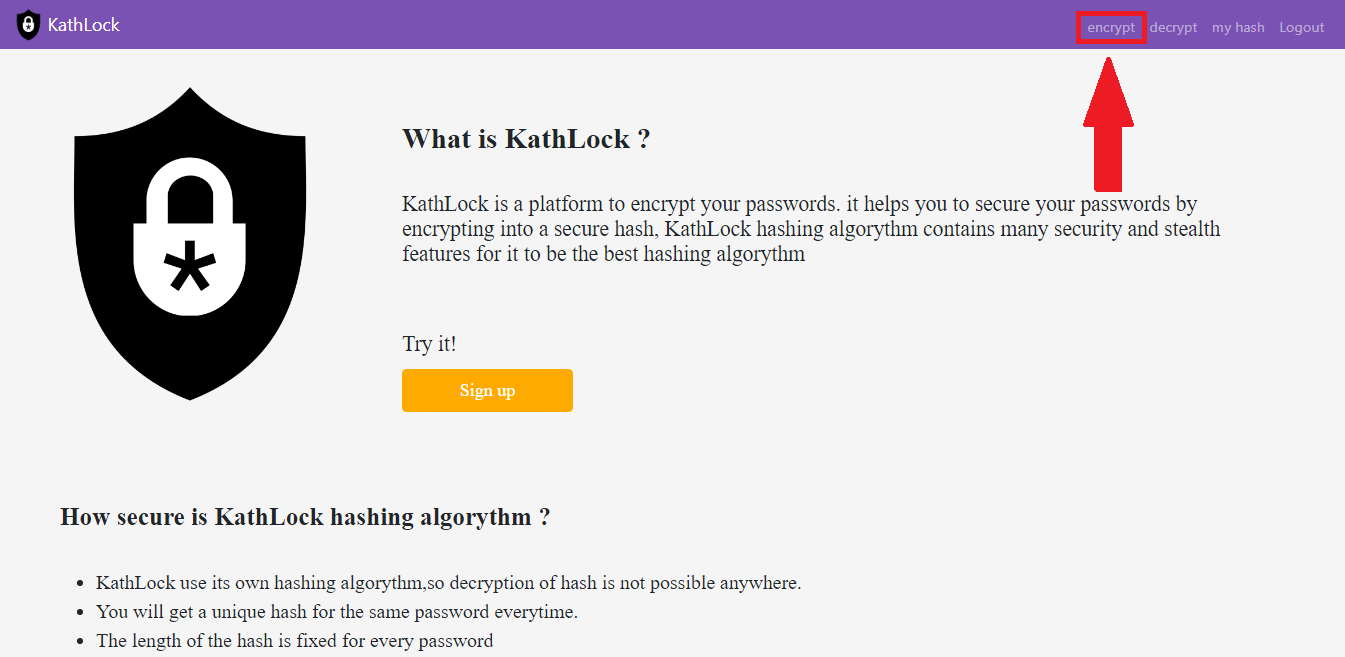 KathLock
encrypt decrypt my hash Logout
What is KathLock ?
KathLock is a platform to encrypt your passwords. it helps you to secure your passwords by
encrypting into a secure hash, KathLock hashing algorythm contains many security and stealth
features for it to be the best hashing algorythm
Try it!
Sign up
How secure is KathLock hashing algorythm ?
• KathLock use its own hashing algorythm,so decryption of hash is not possible anywhere.
• You will get a unique hash for the same password everytime.
• The length of the hash is fixed for every password